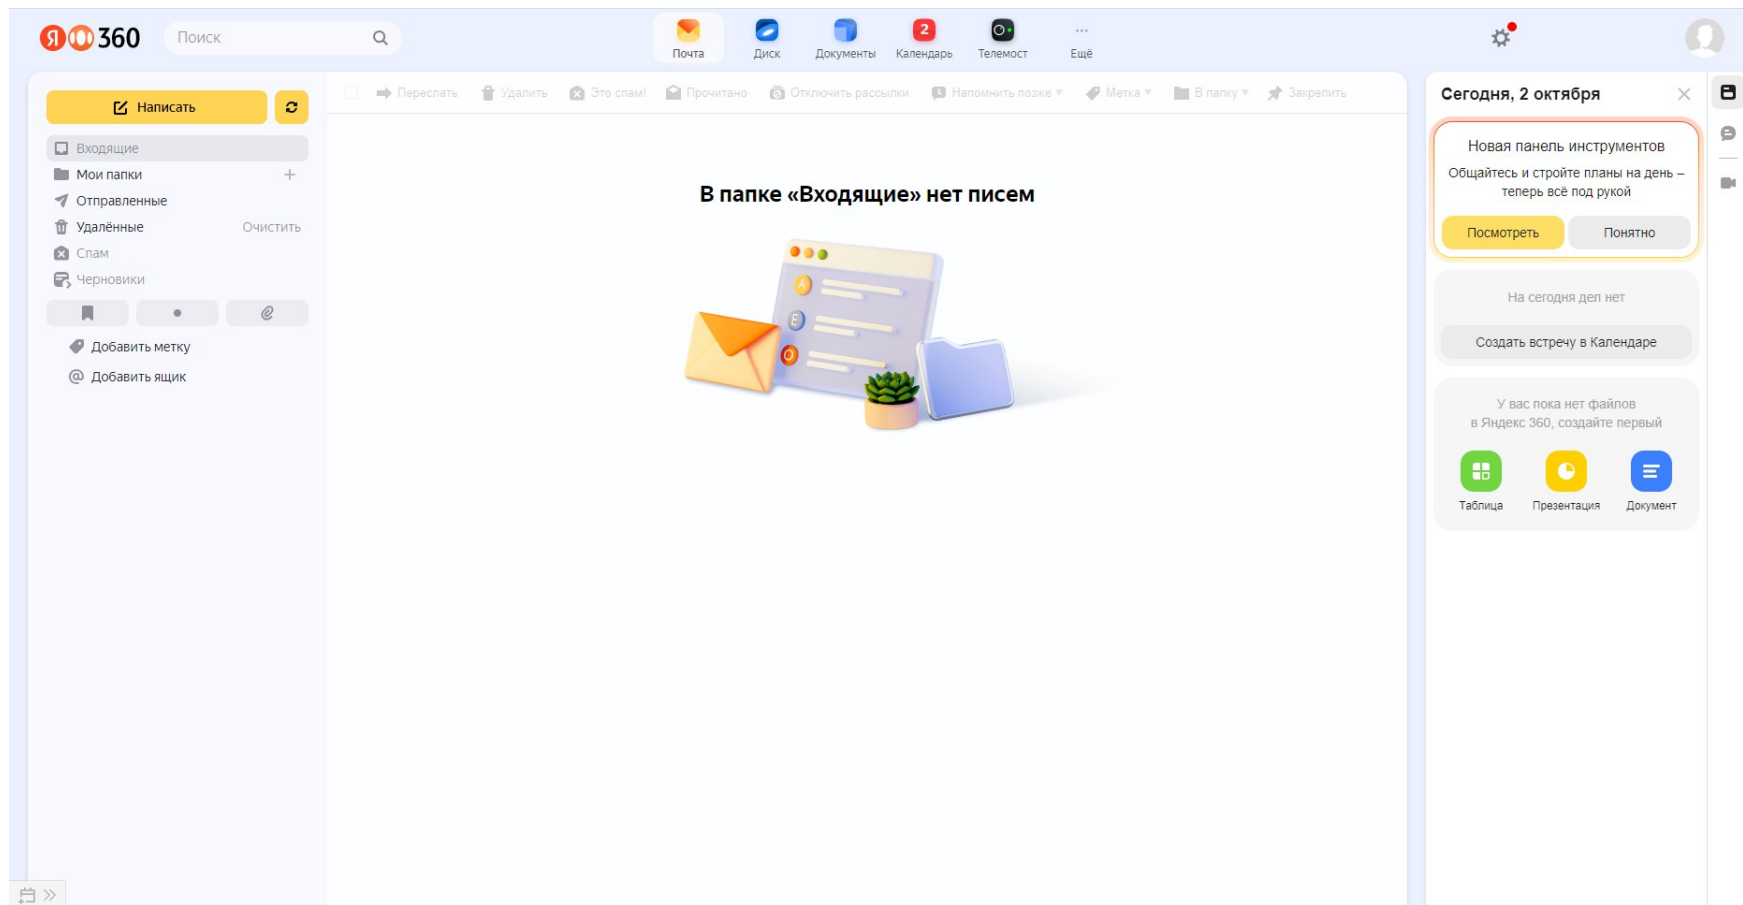 Я 360
Поиск
Почта
Диск
Документы
2
Календарь
Телемост
Ещё
Написать
Входящие
Мои папки
Отправленные
Удалённые
Очистить
Спам
Черновики
Добавить метку
Добавить ящик
Переслать
Удалить
Это спам!
Прочитано
Отключить рассылки
Напомнить позже
Метка
В папку
Закрепить
В папке «Входящие» нет писем
A
E
O
Сегодня, 2 октября
Новая панель инструментов
Общайтесь и стройте планы на день –
теперь всё под рукой
Посмотреть
Понятно
На сегодня дел нет
Создать встречу в Календаре
У вас пока нет файлов
в Яндекс 360, создайте первый
Таблица
Презентация
Документ